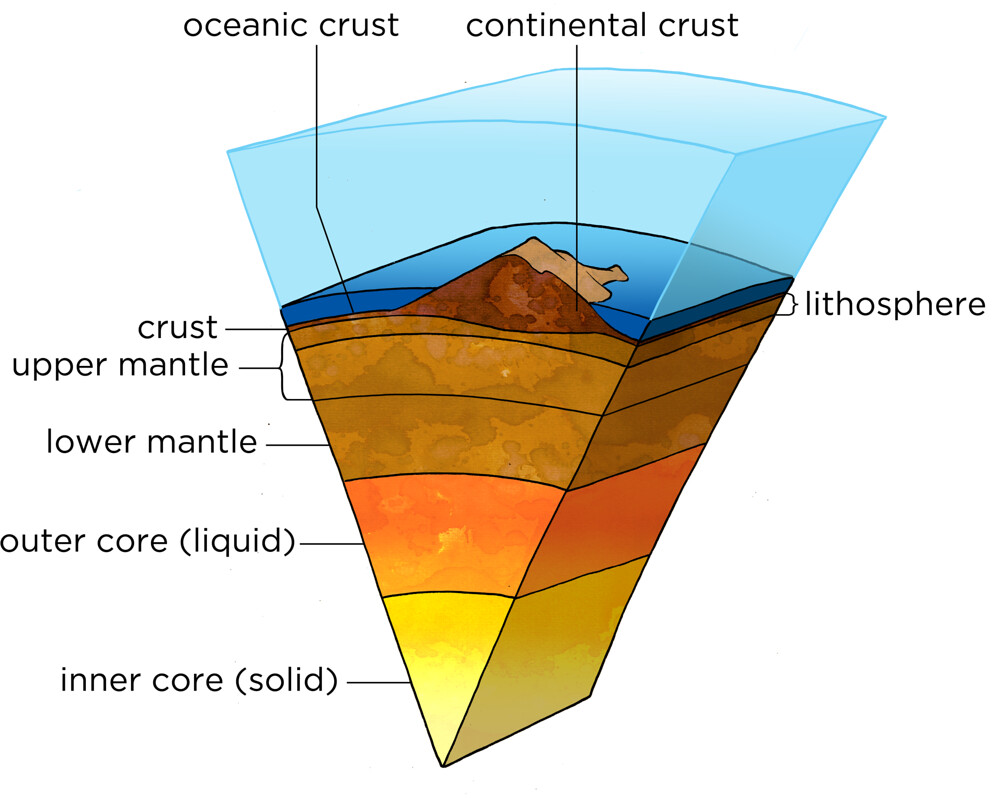 oceanic crust
continental crust
lithosphere
crust
upper mantle
lower mantle
outer core (liquid)
inner core (solid)